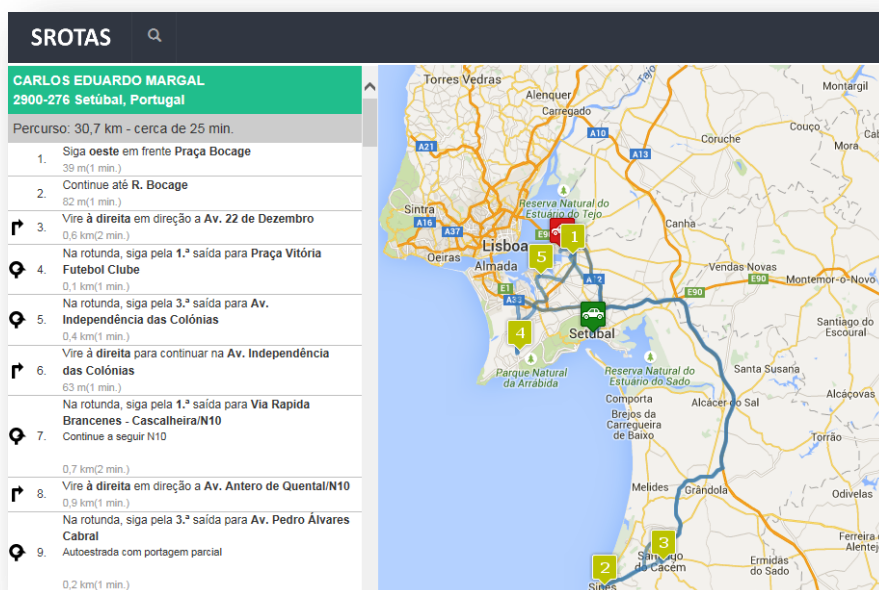 SROTAS
CARLOS EDUARDO MARGAL
2900-276 Setúbal, Portugal
Percurso: 30,7 km - cerca de 25 min.
1. Siga oeste em frente Praça Bocage
39 m(1 min.)
2. Continue até R. Bocage
82 m(1 min.)
3. Vire à direita em direção a Av. 22 de Dezembro
0,6 km(2 min.)
4. Na rotunda, siga pela 1.ª saída para Praça Vitória
Futebol Clube
0,1 km(1 min.)
5. Na rotunda, siga pela 3.ª saída para Av.
Independência das Colónias
0,4 km(1 min.)
6. Vire à direita para continuar na Av. Independência
das Colónias
63 m(1 min.)
7. Na rotunda, siga pela 1.ª saída para Via Rapida
Brancenes - Cascalheira/N10
Continue a seguir N10
0,7 km(2 min.)
8. Vire à direita em direção a Av. Antero de Quental/N10
0,9 km(1 min.)
9. Na rotunda, siga pela 3.ª saída para Av. Pedro Álvares
Cabral
Autoestrada com portagem parcial
0,2 km(1 min.)
Torres Vedras
Tejo
Alenquer
Carregado
Montargil
A10
Couço
Coruche
Mora
A21
A13
Sintra
Reserva Natural do
Estuário do Tejo
Canha
A16
A37
Lisboa
1
Oeiras
Almada
5
Vendas Novas
E90
E90
Montemor-o-Novo
E1
A12
A33
4
Setúbal
Santiago do
Escoural
Parque Natural
da Arrábida
Reserva Natural do
Estuário do Sado
Santa Susana
Comporta
Alcácer do Sal
Alcáçovas
Brejos da
Carregueira
de Baixo
Torrão
Melides
Grândola
Odivelas
3
Santiago
do Cacém
Ferreira
Alentejo
Ermidas
do Sado
2
Sines